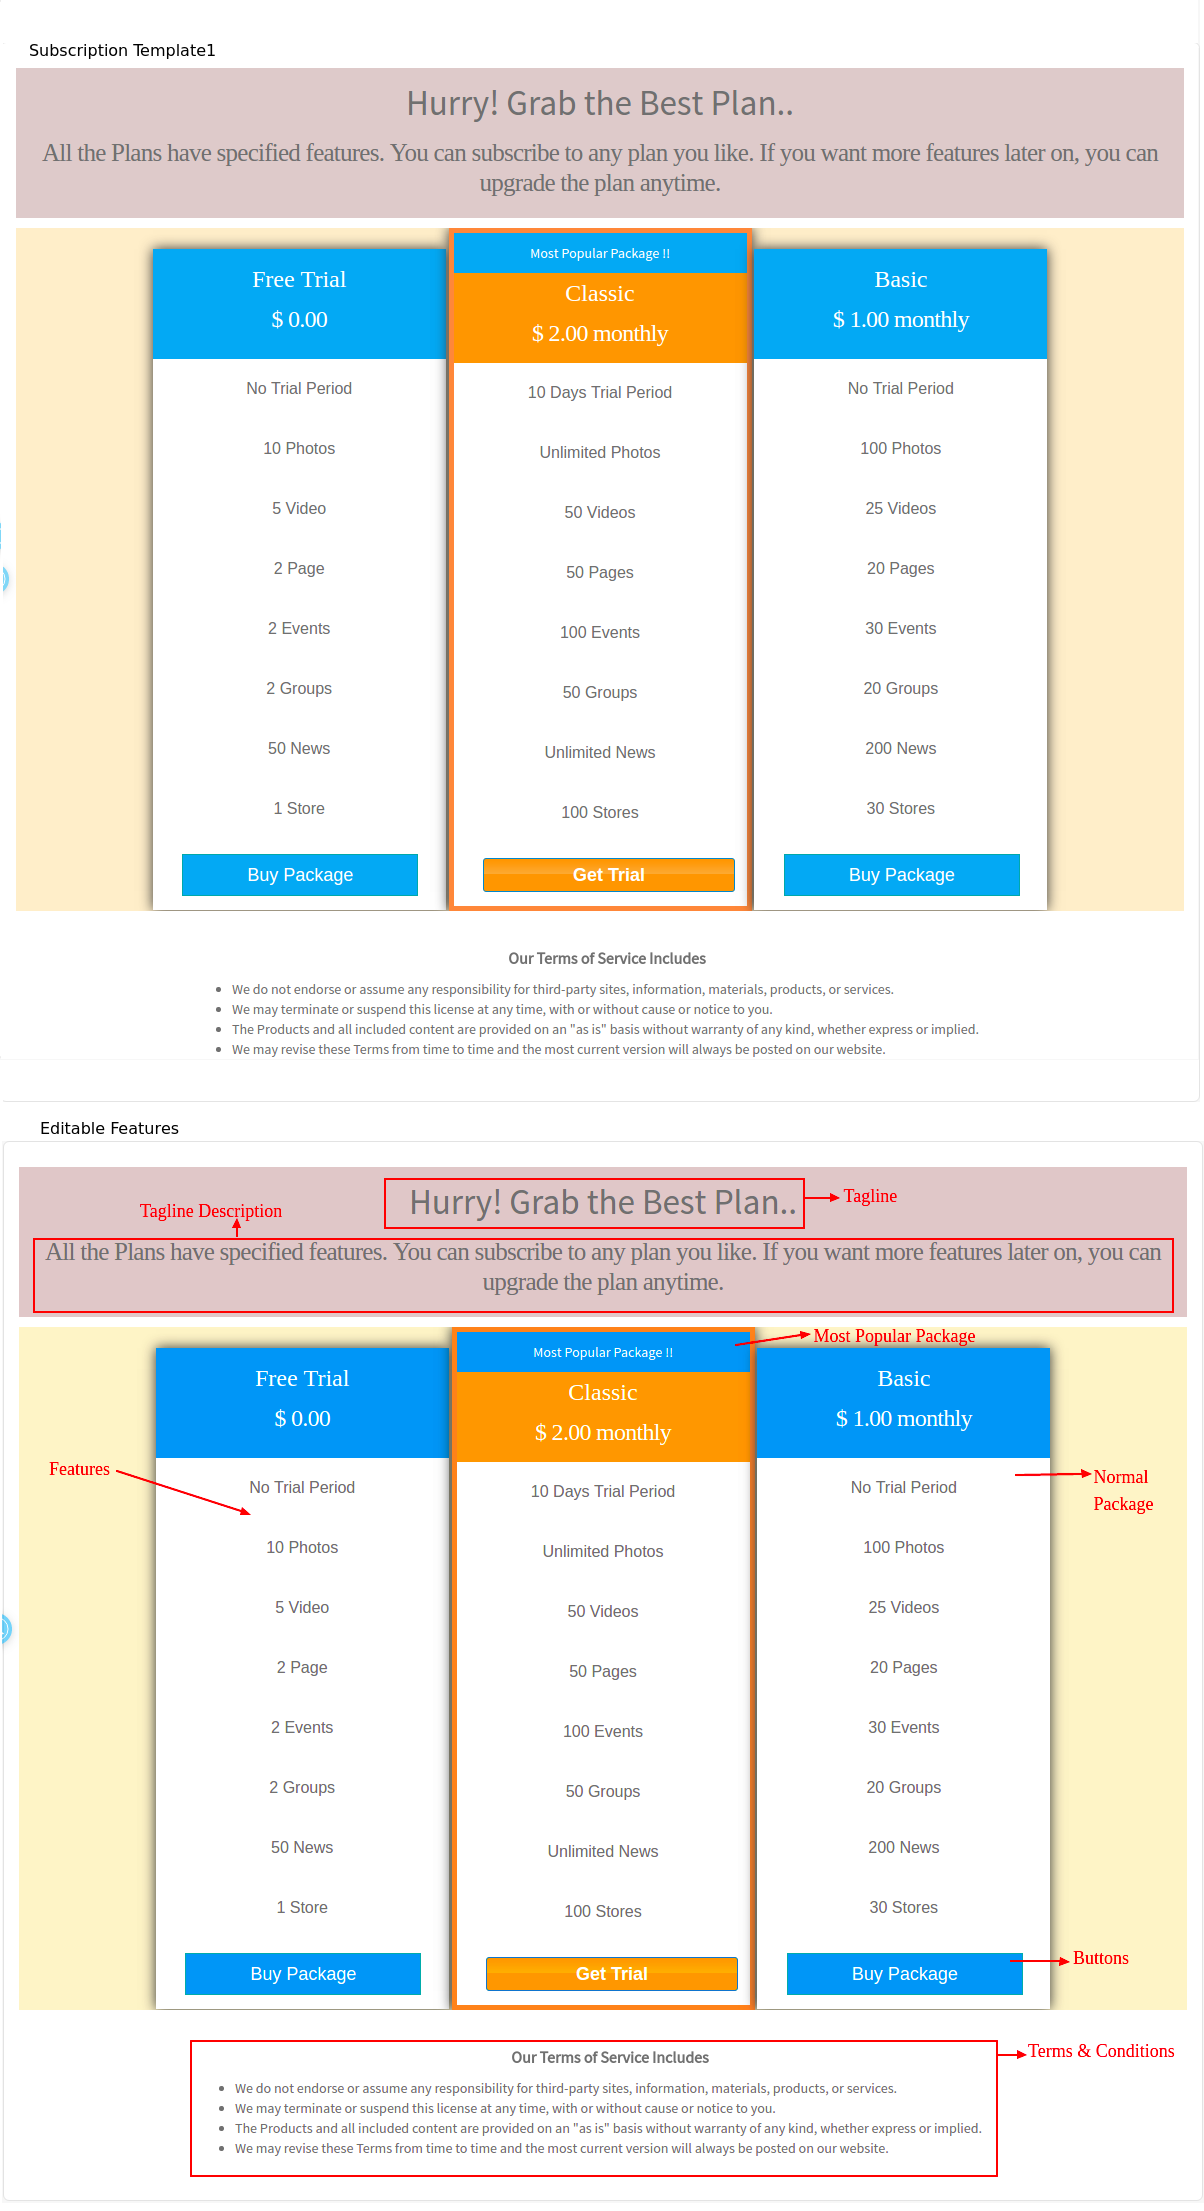 Subscription Template1
Hurry! Grab the Best Plan..
All the Plans have specified features. You can subscribe to any plan you like. If you want more features later on, you can
upgrade the plan anytime.
Free Trial
$ 0.00
No Trial Period
10 Photos
5 Video
2 Page
2 Events
2 Groups
50 News
1 Store
Buy Package
Most Popular Package !!
Classic
$ 2.00 monthly
10 Days Trial Period
Unlimited Photos
50 Videos
50 Pages
100 Events
50 Groups
Unlimited News
100 Stores
Get Trial
Basic
$ 1.00 monthly
No Trial Period
100 Photos
25 Videos
20 Pages
30 Events
20 Groups
200 News
30 Stores
Buy Package
Our Terms of Service Includes
We do not endorse or assume any responsibility for third-party sites, information, materials, products, or services.
We may terminate or suspend this license at any time, with or without cause or notice to you.
The Products and all included content are provided on an "as is" basis without warranty of any kind, whether express or implied.
We may revise these Terms from time to time and the most current version will always be posted on our website.
Editable Features
Hurry! Grab the Best Plan..
Tagline
Tagline Description
All the Plans have specified features. You can subscribe to any plan you like. If you want more features later on, you can
upgrade the plan anytime.
Most Popular Package
Features
Free Trial
$ 0.00
No Trial Period
10 Photos
5 Video
2 Page
2 Events
2 Groups
50 News
1 Store
Buy Package
Most Popular Package !!
Classic
$ 2.00 monthly
10 Days Trial Period
Unlimited Photos
50 Videos
50 Pages
100 Events
50 Groups
Unlimited News
100 Stores
Get Trial
Basic
$ 1.00 monthly
No Trial Period
100 Photos
25 Videos
20 Pages
30 Events
20 Groups
200 News
30 Stores
Buy Package
Normal
Package
Buttons
Our Terms of Service Includes
We do not endorse or assume any responsibility for third-party sites, information, materials, products, or services.
We may terminate or suspend this license at any time, with or without cause or notice to you.
The Products and all included content are provided on an "as is" basis without warranty of any kind, whether express or implied.
We may revise these Terms from time to time and the most current version will always be posted on our website.
Terms & Conditions